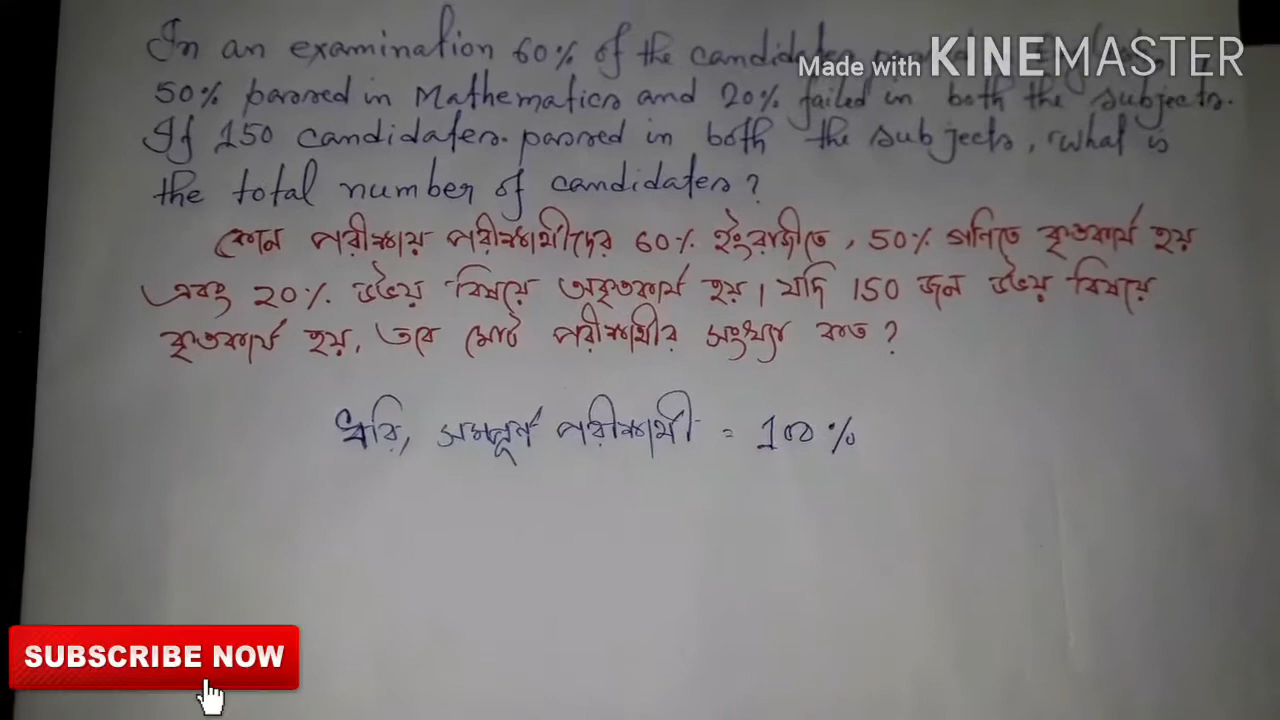 In an examination 60% of the candidates
Made with KINEMASTER
50% passed in Mathematics and 20% failed in both the subjects.
If 150 candidates. passed in both the subjects, what is
the total number of candidates?
কোন পরীক্ষায় পরীক্ষার্থীদের 60% ইংরাজীতে, 50% গনিতে কৃতকার্য হয়
এবং 20% উভয় বিষয়ে অকৃতকার্য হয়। যদি 150 জন উভয় বিষয়ে
কৃতকার্য হয়, তবে মোট পরীক্ষার্থীর সংখ্যা কত?
ধরি, সম্পূর্ণ পরীক্ষার্থী = 100%
SUBSCRIBE NOW